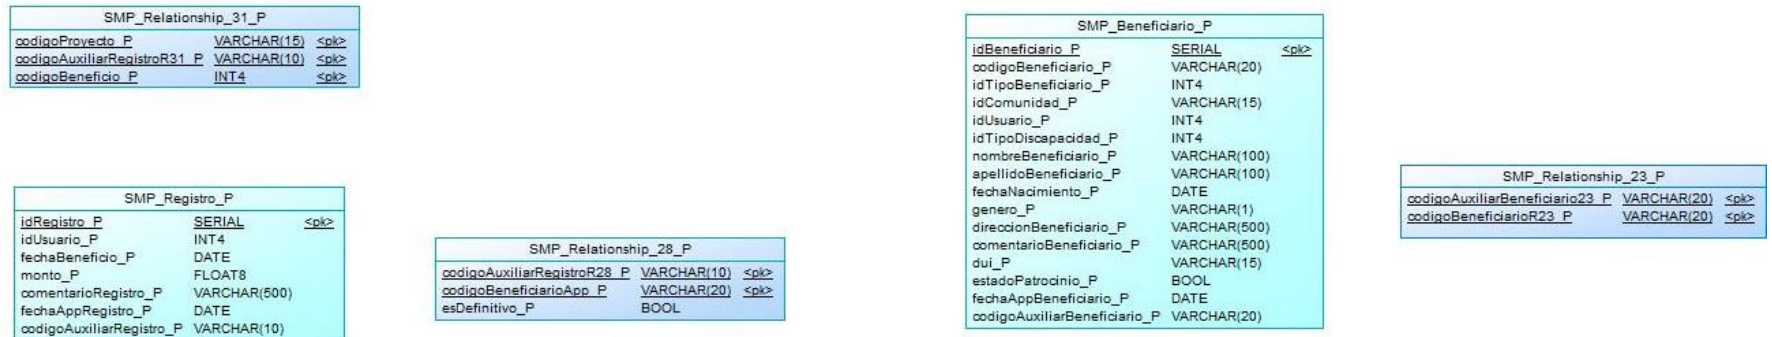 SMP_Relationship_31_P
codigoProyecto_P VARCHAR(15) <pk>
codigoAuxiliarRegistroR31_P VARCHAR(10) <pk>
codigoBeneficio_P INT4 <pk>
SMP_Registro_P
idRegistro_P SERIAL <pk>
idUsuario_P INT4
fechaBeneficio_P DATE
monto_P FLOAT8
comentarioRegistro_P VARCHAR(500)
fechaAppRegistro_P DATE
codigoAuxiliarRegistro_P VARCHAR(10)
SMP_Relationship_28_P
codigoAuxiliarRegistroR28_P VARCHAR(10) <pk>
codigoBeneficiarioApp_P VARCHAR(20) <pk>
esDefinitivo_P BOOL
SMP_Beneficiario_P
idBeneficiario_P SERIAL <pk>
codigoBeneficiario_P VARCHAR(20)
idTipoBeneficiario_P INT4
idComunidad_P VARCHAR(15)
idUsuario_P INT4
idTipoDiscapacidad_P INT4
nombreBeneficiario_P VARCHAR(100)
apellidoBeneficiario_P VARCHAR(100)
fechaNacimiento_P DATE
genero_P VARCHAR(1)
direccionBeneficiario_P VARCHAR(500)
comentarioBeneficiario_P VARCHAR(500)
dui_P VARCHAR(15)
estadoPatrocinio_P BOOL
fechaAppBeneficiario_P DATE
codigoAuxiliarBeneficiario_P VARCHAR(20)
SMP_Relationship_23_P
codigoAuxiliarBeneficiario23_P VARCHAR(20) <pk>
codigoBeneficiarioR23_P VARCHAR(20) <pk>